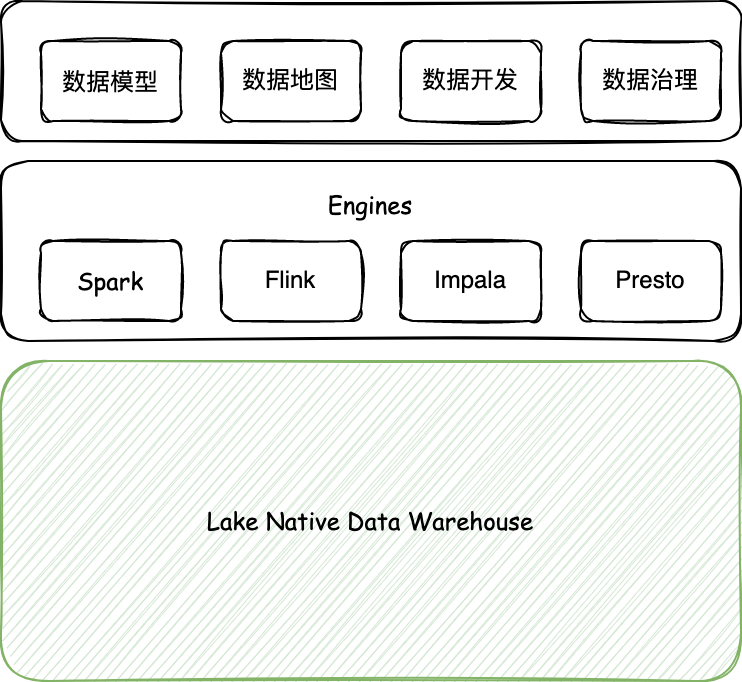 数据模型
数据地图
数据开发
数据治理
Engines
Spark
Flink
Impala
Presto
Lake Native Data Warehouse